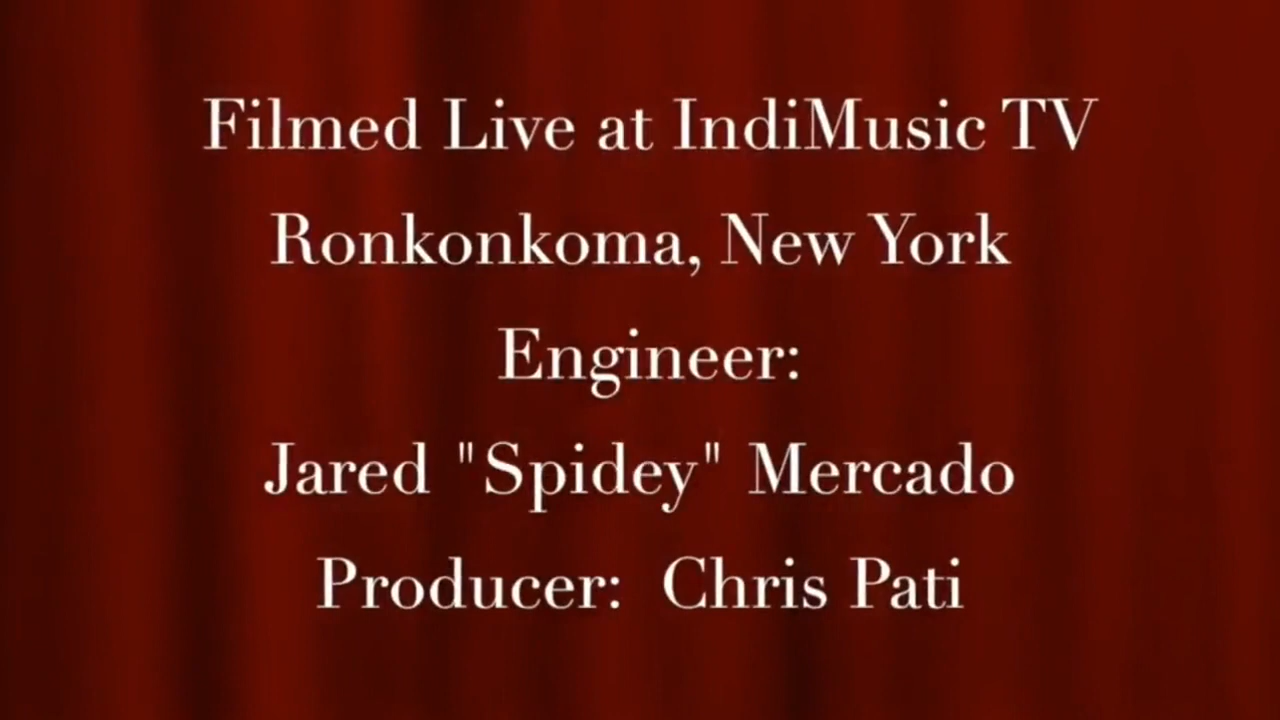 Filmed Live at IndiMusic TV
Ronkonkoma, New York
Engineer:
Jared "Spidey" Mercado
Producer:  Chris Pati